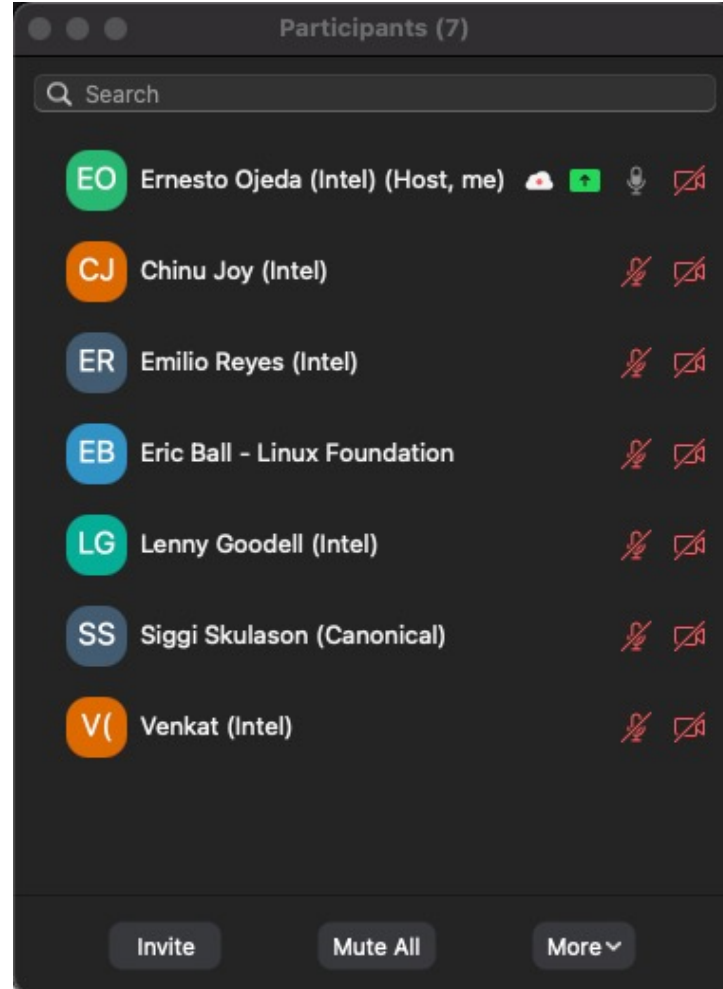 Participants (7)
Search
EO Ernesto Ojeda (Intel) (Host, me)
CJ Chinu Joy (Intel)
ER Emilio Reyes (Intel)
EB Eric Ball - Linux Foundation
LG Lenny Goodell (Intel)
SS Siggi Skulason (Canonical)
V( Venkat (Intel)
Invite Mute All More